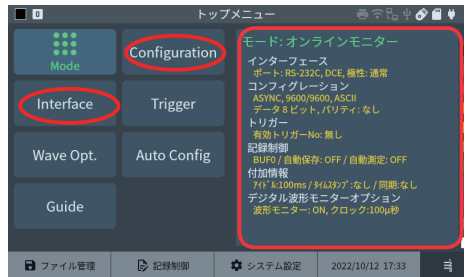 0
トップメニュー
Mode
Configuration
Interface
Trigger
Wave Opt.
Auto Config
Guide
モード: オンラインモニター
インターフェース
ポート: RS-232C, DCE, 極性: 通常
コンフィグレーション
ASYNC, 9600/9600, ASCII
データ 8 ビット, パリティ: なし
トリガー
有効トリガーNo: 無し
記録制御
BUF0 / 自動保存: OFF / 自動測定: OFF
付加情報
ｱｲﾄﾞﾙ:100ms / ﾀｲﾑｽﾀﾝﾌﾟ:なし / 同期:なし
デジタル波形モニターオプション
波形モニター: ON, クロック:100μ秒
ファイル管理
記録制御
システム設定
2022/10/12 17:33